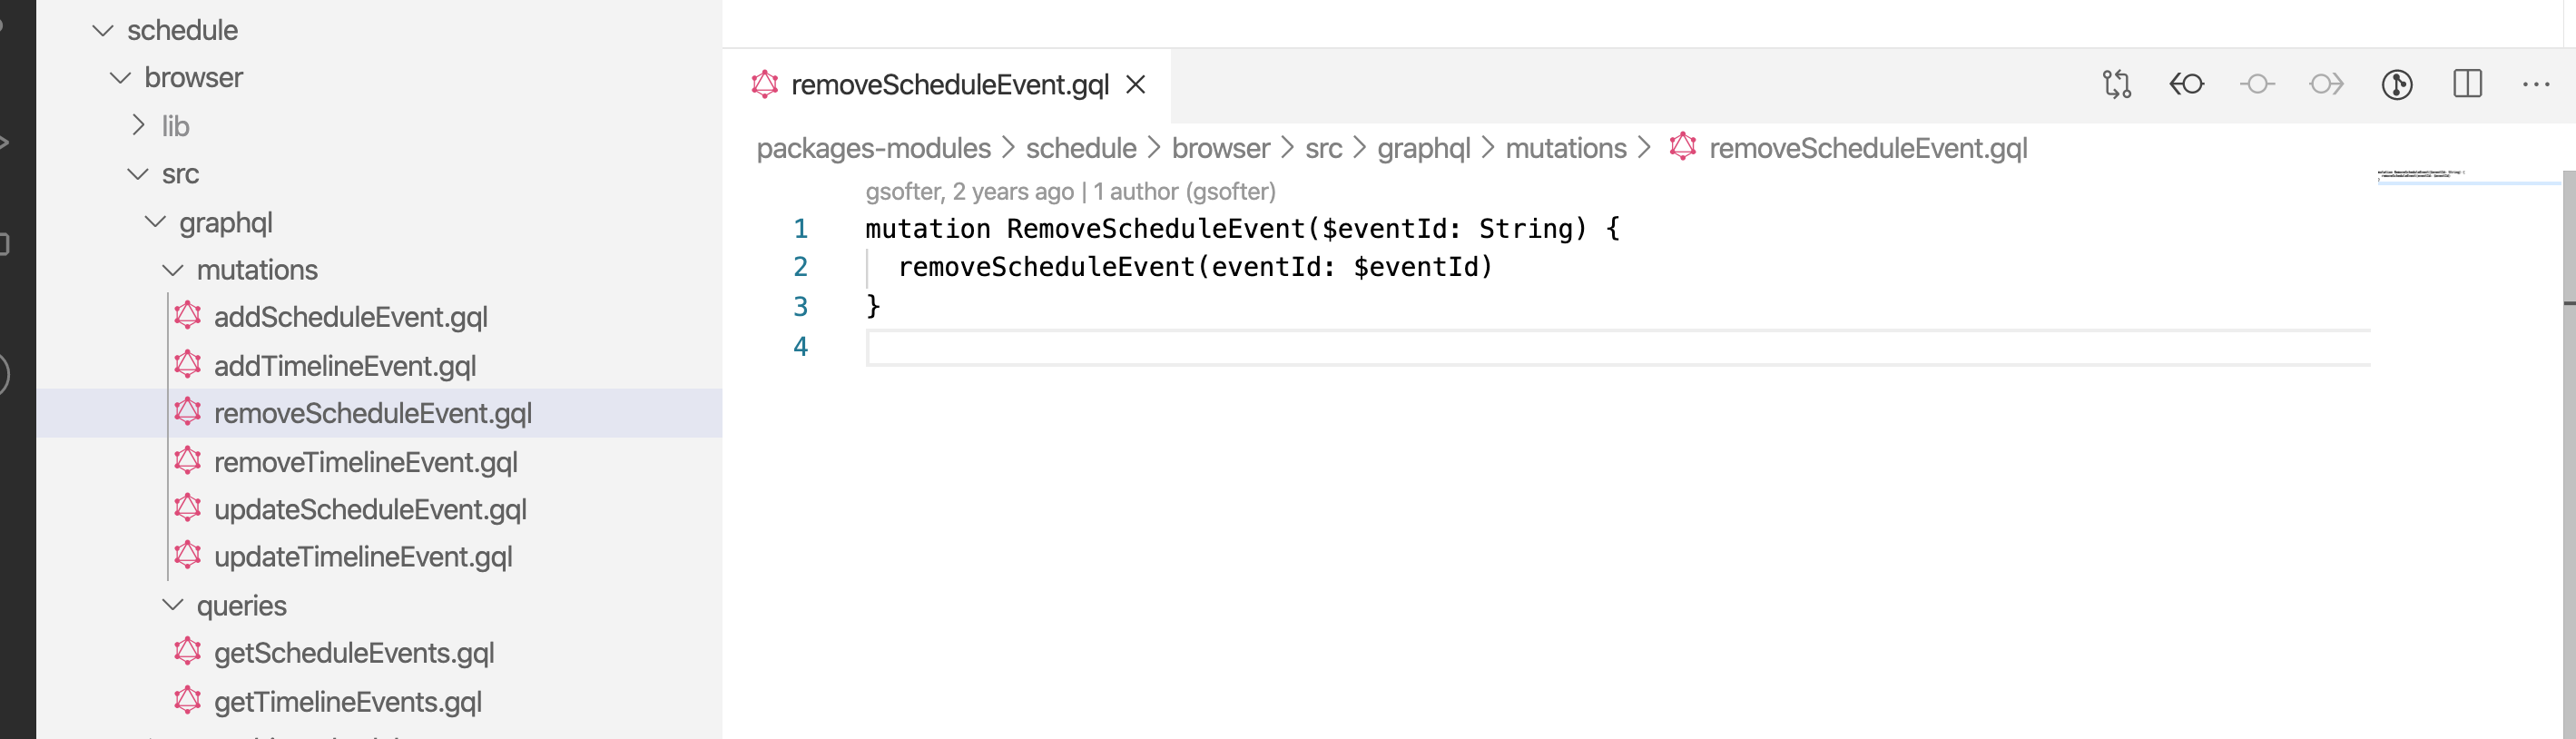 schedule
browser
lib
src
graphql
mutations
addScheduleEvent.gql
addTimelineEvent.gql
removeScheduleEvent.gql
removeTimelineEvent.gql
updateScheduleEvent.gql
updateTimelineEvent.gql
queries
getScheduleEvents.gql
getTimelineEvents.gql
removeScheduleEvent.gql
packages-modules > schedule > browser > src > graphql > mutations > removeScheduleEvent.gql
gsofter, 2 years ago | 1 author (gsofter)
1 mutation RemoveScheduleEvent($eventId: String) {
2 removeScheduleEvent(eventId: $eventId)
3 }
4